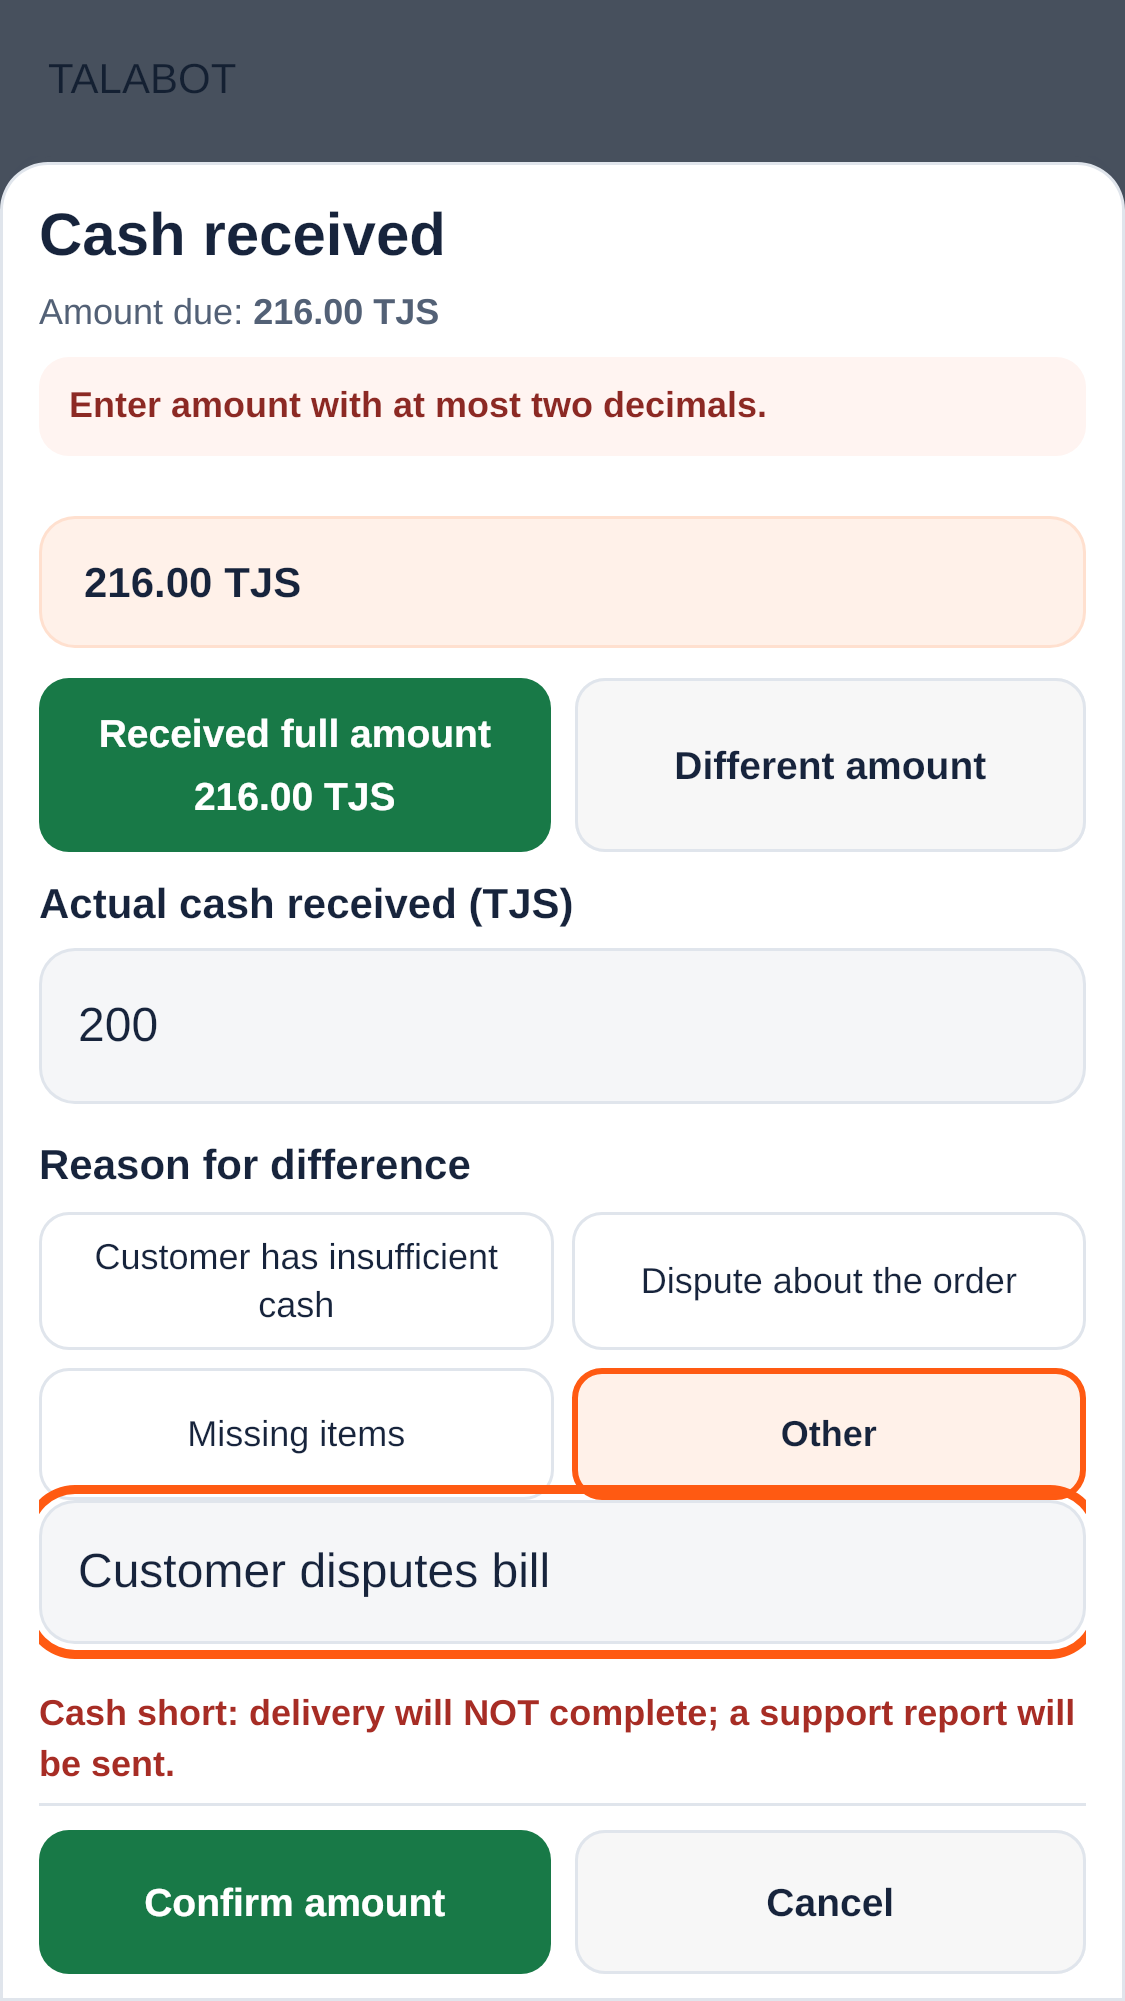 TALABOT
Cash received
Amount due: 216.00 TJS
Enter amount with at most two decimals.
216.00 TJS
Received full amount
216.00 TJS
Different amount
Actual cash received (TJS)
200
Reason for difference
Customer has insufficient
cash
Dispute about the order
Missing items
Other
Customer disputes bill
Cash short: delivery will NOT complete; a support report will
be sent.
Confirm amount
Cancel